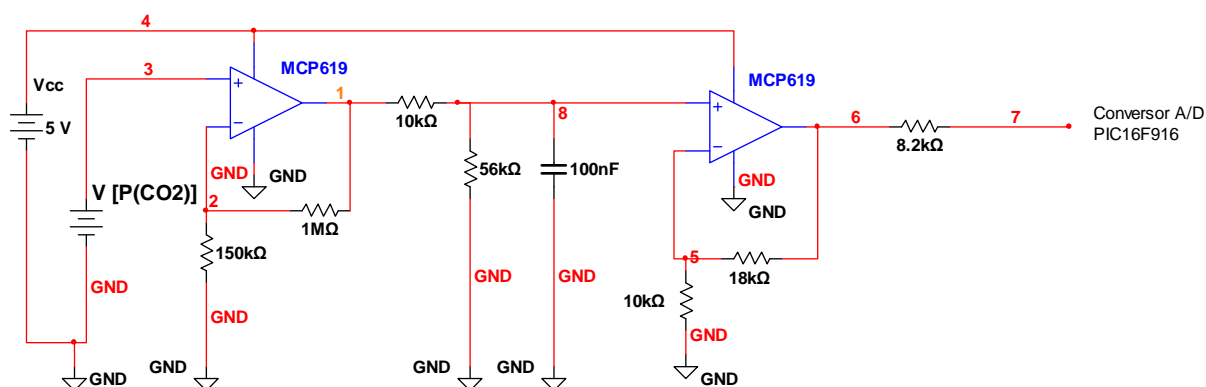 4
MCP619
MCP619
3
Vcc
1
5 V
10kΩ
8
6
7
Conversor A/D
PIC16F916
8.2kΩ
56kΩ
100nF
GND
GND
GND
GND
V [P(CO2)]
2
1MΩ
150kΩ
5
18kΩ
10kΩ
GND
GND
GND
GND
GND
GND
GND
GND
GND
GND
GND